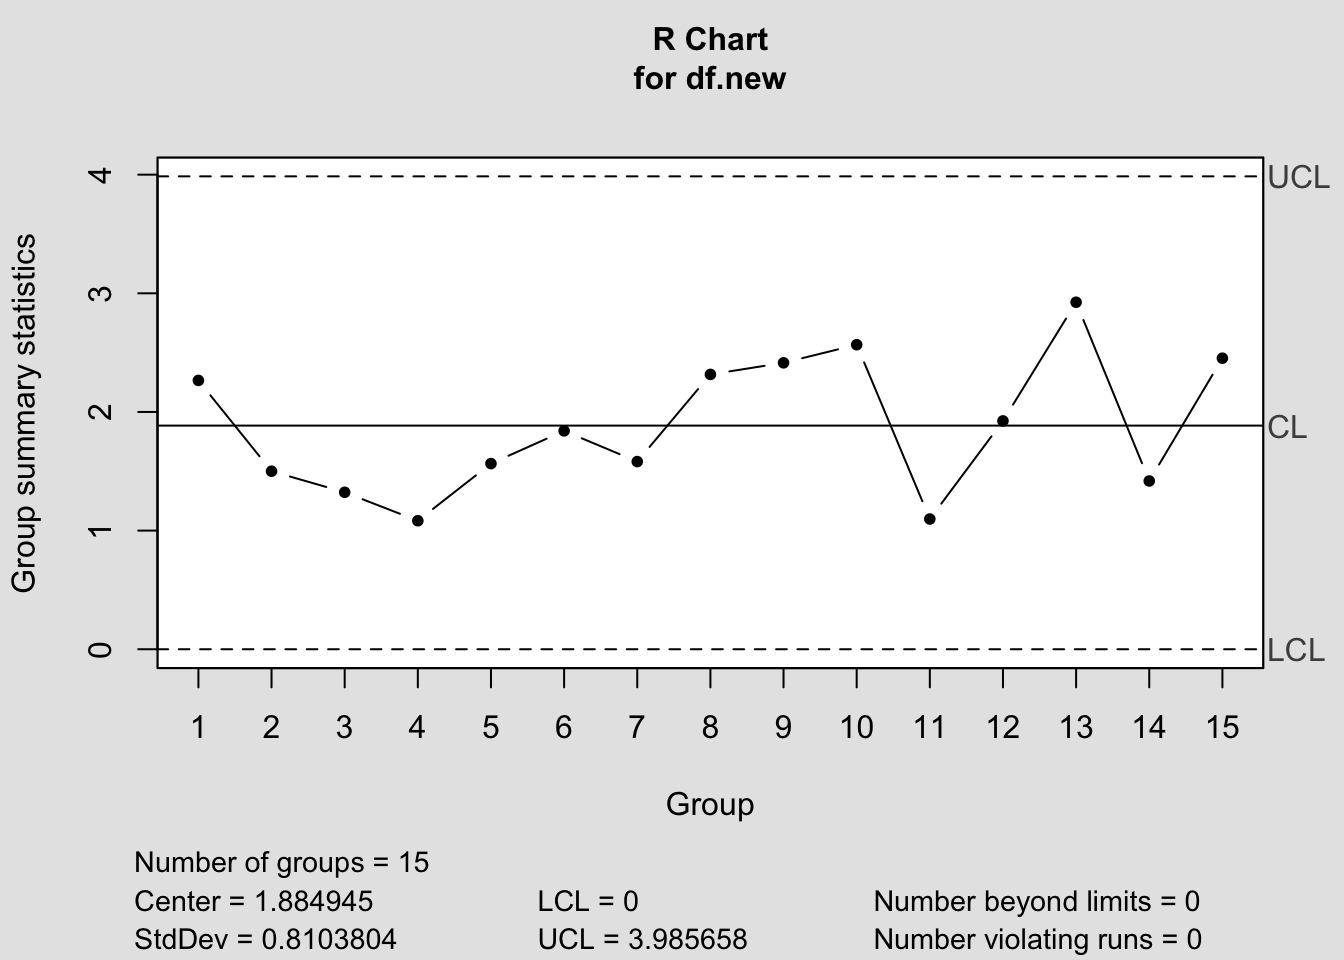 R Chart
for df.new
Group summary statistics
4
3
2
1
0
UCL
CL
LCL
1 2 3 4 5 6 7 8 9 10 11 12 13 14 15
Group
Number of groups = 15
Center = 1.884945 LCL = 0 Number beyond limits = 0
StdDev = 0.8103804 UCL = 3.985658 Number violating runs = 0